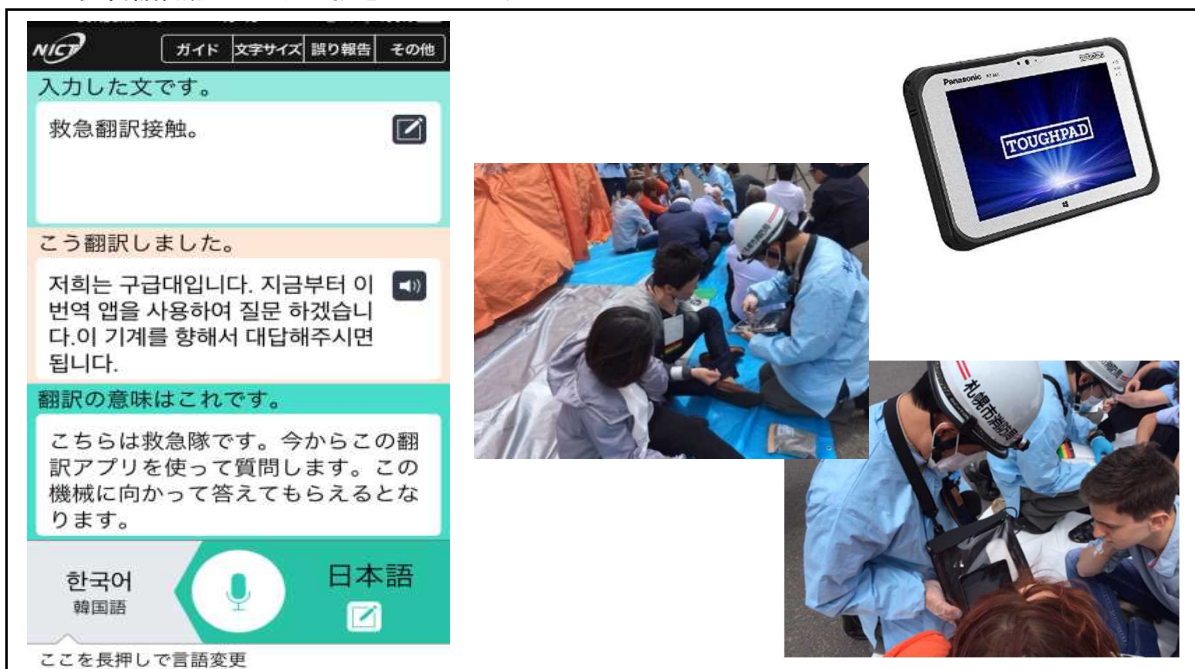 NICT
ガイド 文字サイズ 誤り報告 その他
入力した文です。
救急翻訳接触。
こう翻訳しました。
저희는 구급대입니다. 지금부터 이
번역 앱을 사용하여 질문 하겠습니
다.이 기계를 향해서 대답해주시면
됩니다.
翻訳の意味はこれです。
こちらは救急隊です。今からこの翻
訳アプリを使って質問します。この
機械に向かって答えてもらえるとな
ります。
한국어
韓国語
日本語
ここを長押しで言語変更
Panasonic
TOUGHPAD
札幌市消防局